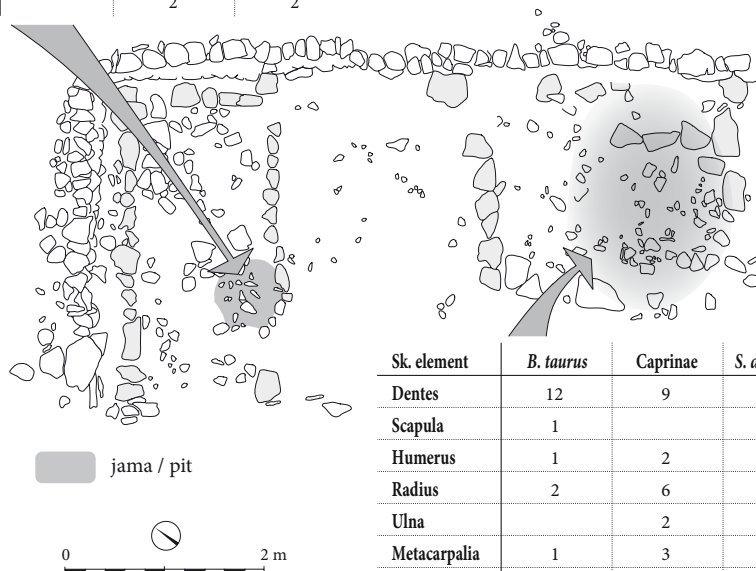 2 2
Sk. element B. taurus Caprinae
Dentes 12 9
Scapula 1
Humerus 1 2
Radius 2 6
Ulna 2
Metacarpalia 1 3
jama / pit
0 2 m